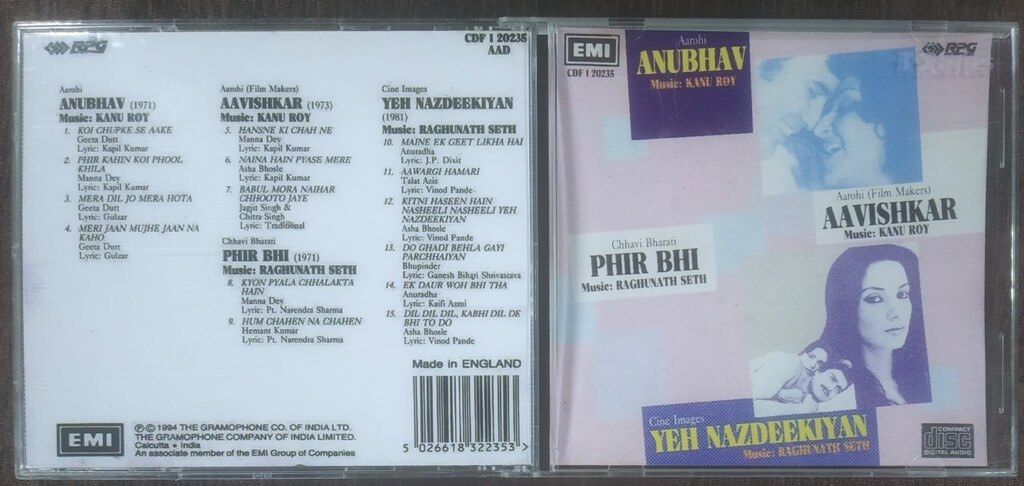 RPG
CDF 1 20235
AAD
Aarohi
ANUBHAV (1971)
Music: KANU ROY
1. KOI CHUPKE SE AAKE
Geeta Dutt
Lyric: Kapil Kumar
2. PHIR KAHIN KOI PHOOL
KHILA
Manna Dey
Lyric: Kapil Kumar
3. MERA DIL JO MERA HOTA
Geeta Dutt
Lyric: Gulzar
4. MERI JAAN MUJHE JAAN NA
KAHO
Geeta Dutt
Lyric: Gulzar
Aarohi (Film Makers)
AAVISHKAR (1973)
Music: KANU ROY
5. HANSNE KI CHAH NE
Manna Dey
Lyric: Kapil Kumar
6. NAINA HAIN PYASE MERE
Asha Bhosle
Lyric: Kapil Kumar
7. BABUL MORA NAIHAR
CHHOOTO JAYE
Jagjit Singh &
Chitra Singh
Lyric: Traditional
Chhavi Bharati
PHIR BHI (1971)
Music: RAGHUNATH SETH
8. KYON PYALA CHHALAKTA
HAIN
Manna Dey
Lyric: Pt. Narendra Sharma
9. HUM CHAHEN NA CHAHEN
Hemant Kumar
Lyric: Pt. Narendra Sharma
Cine Images
YEH NAZDEEKIYAN
(1981)
Music: RAGHUNATH SETH
10. MAINE EK GEET LIKHA HAI
Anuradha
Lyric: J.P. Dixit
11. AAWARGI HAMARI
Talat Aziz
Lyric: Vinod Pande
12. KITNI HASEEN HAIN
NASHEELI NASHEELI YEH
NAZDEEKIYAN
Asha Bhosle
Lyric: Vinod Pande
13. DO GHADI BEHLA GAYI
PARCHHAIYAN
Bhupinder
Lyric: Ganesh Bihari Shrivastava
14. EK DAUR WOH BHI THA
Anuradha
Lyric: Kaifi Azmi
15. DIL DIL DIL, KABHI DIL DE
BHI TO DO
Asha Bhosle
Lyric: Vinod Pande
Made in ENGLAND
5 026618 322353 >
EMI
℗©1994 THE GRAMOPHONE CO. OF INDIA LTD.
THE GRAMOPHONE COMPANY OF INDIA LIMITED.
Calcutta • India
An associate member of the EMI Group of Companies
EMI
CDF 1 20235
Aarohi
ANUBHAV
Music: KANU ROY
RPG
Aarohi (Film Makers)
AAVISHKAR
Music: KANU ROY
Chhavi Bharati
PHIR BHI
Music: RAGHUNATH SETH
Cine Images
YEH NAZDEEKIYAN
Music: RAGHUNATH SETH
COMPACT
disc
DIGITAL AUDIO